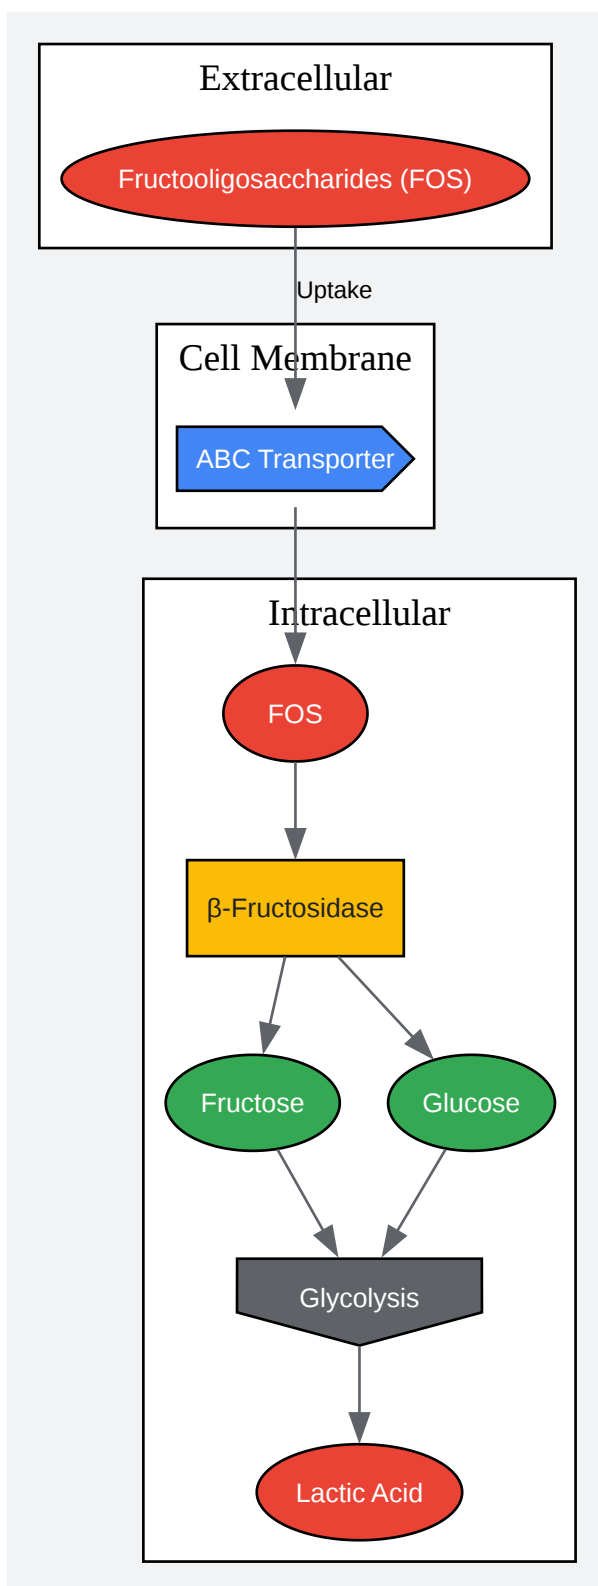 Extracellular
Fructooligosaccharides (FOS)
Uptake
Cell Membrane
ABC Transporter
Intracellular
FOS
β-Fructosidase
Fructose
Glucose
Glycolysis
Lactic Acid